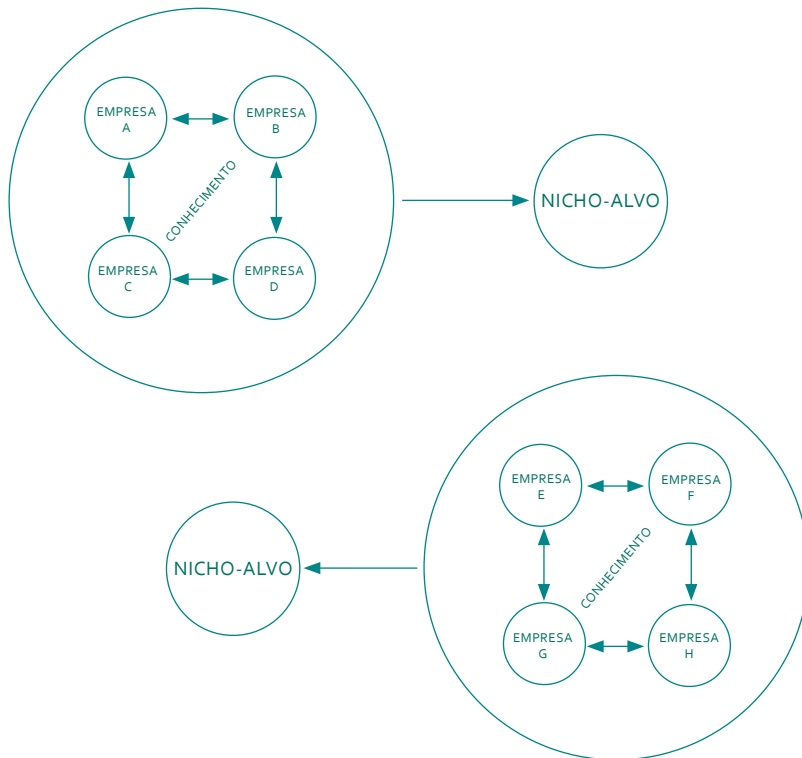 EMPRESA
A
EMPRESA
B
CONHECIMENTO
EMPRESA
C
EMPRESA
D
NICHO-ALVO
EMPRESA
E
EMPRESA
F
CONHECIMENTO
EMPRESA
G
EMPRESA
H
NICHO-ALVO